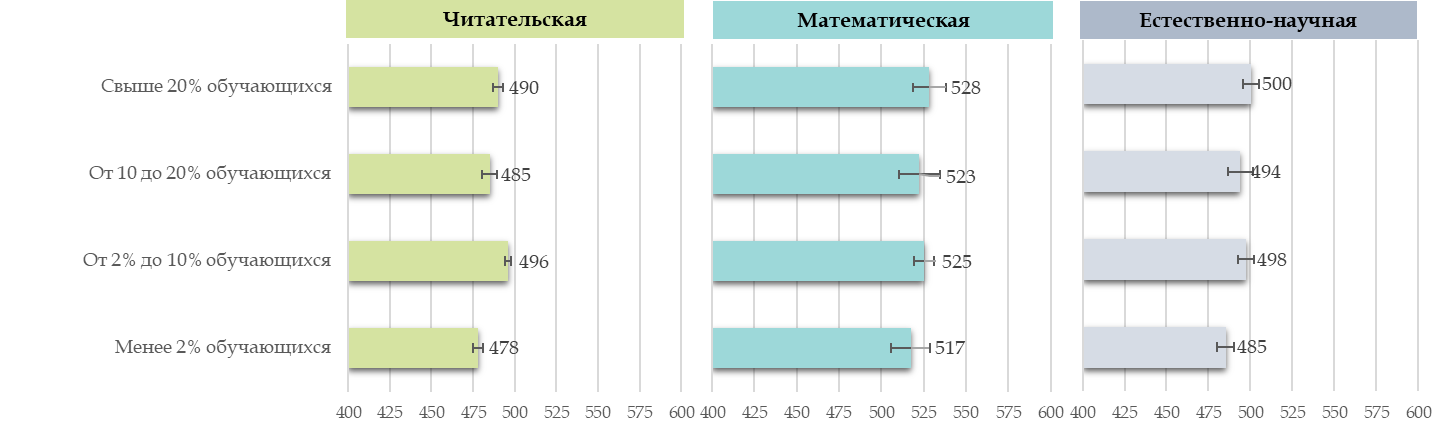 Читательская Математическая Естественно-научная
Свыше 20% обучающихся 490 528 500
От 10 до 20% обучающихся 485 523 494
От 2% до 10% обучающихся 496 525 498
Менее 2% обучающихся 478 517 485
400 425 450 475 500 525 550 575 600 400 425 450 475 500 525 550 575 600 400 425 450 475 500 525 550 575 600